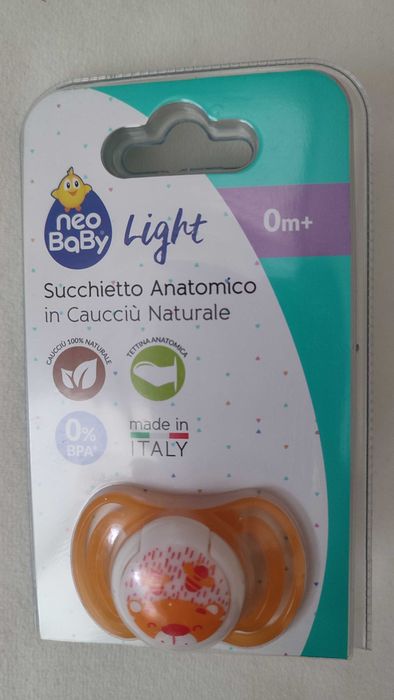 neo
BaBy
Light
0m+
Succhietto Anatomico
in Caucciù Naturale
CAUCCIÙ 100% NATURALE
TETTINA ANATOMICA
0%
BPA*
made in
ITALY